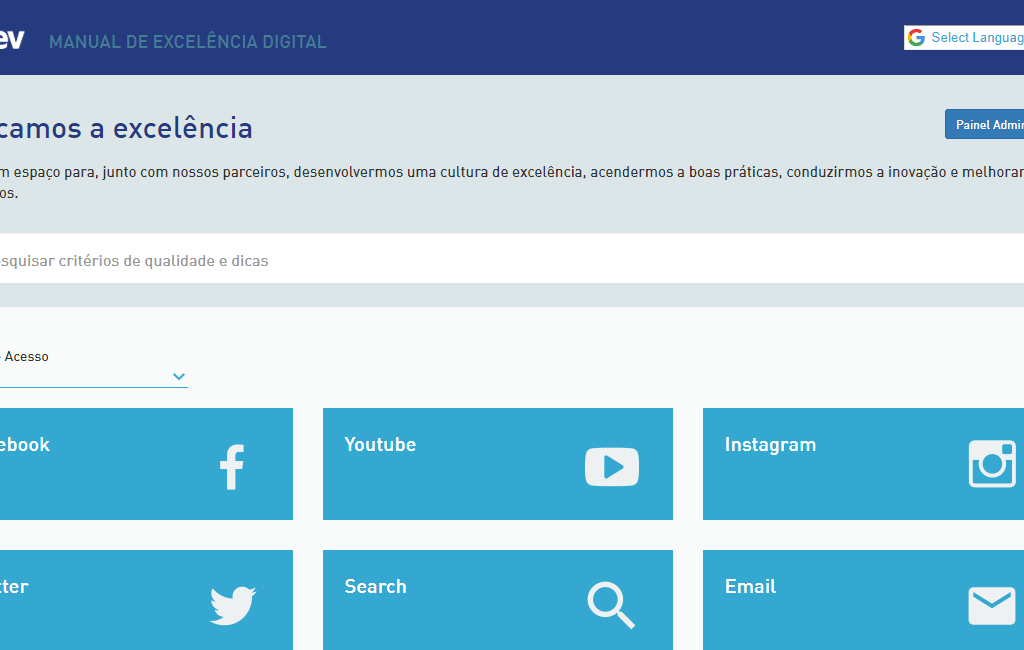 ev MANUAL DE EXCELÊNCIA DIGITAL
Select Languag
camos a excelência
Painel Admin
m espaço para, junto com nossos parceiros, desenvolvermos uma cultura de excelência, acendermos a boas práticas, conduzirmos a inovação e melhorar
os.
squisar critérios de qualidade e dicas
Acesso
ebook
Youtube
Instagram
tter
Search
Email